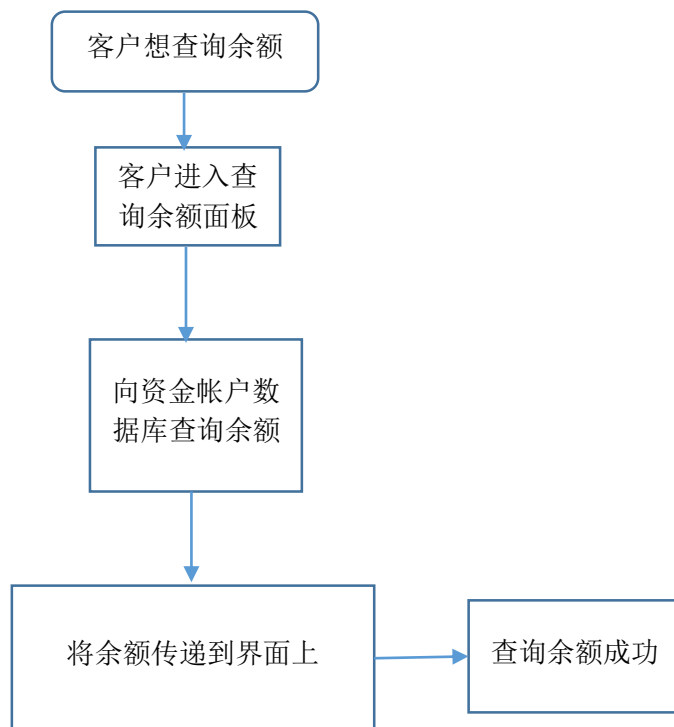 客户想查询余额
客户进入查
询余额面板
向资金帐户数
据库查询余额
将余额传递到界面上
查询余额成功